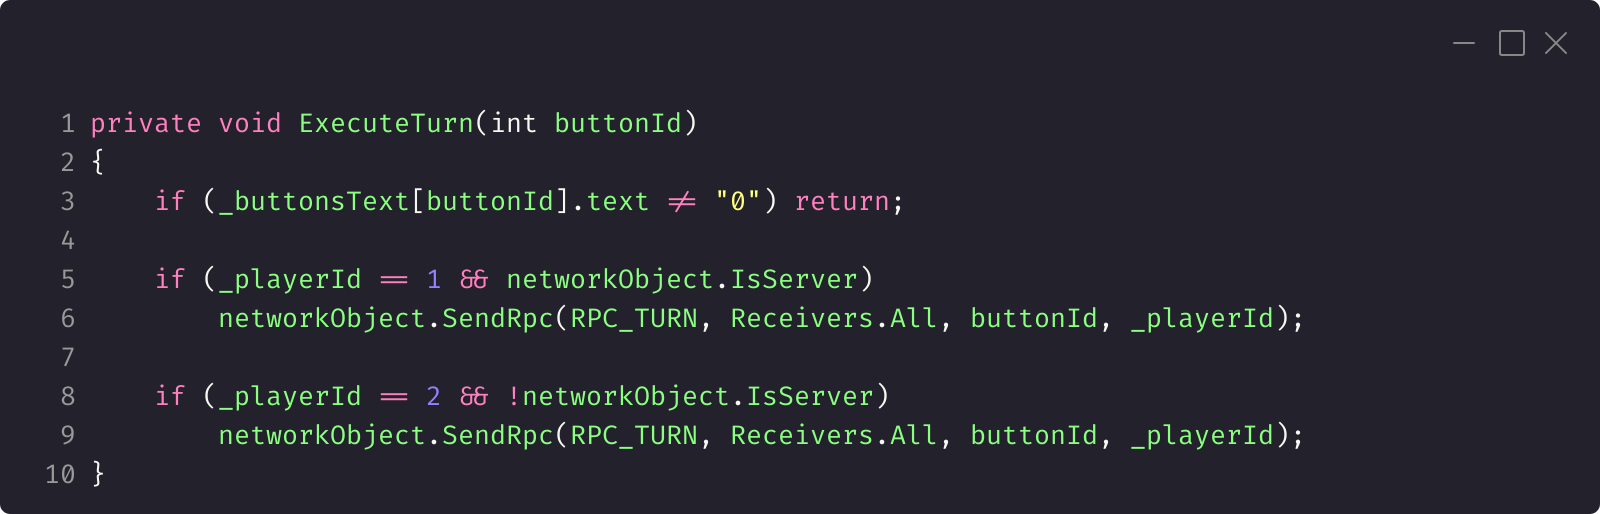 1 private void ExecuteTurn(int buttonId)
2 {
3     if (_buttonsText[buttonId].text != "0") return;
4
5     if (_playerId == 1 && networkObject.IsServer)
6         networkObject.SendRpc(RPC_TURN, Receivers.All, buttonId, _playerId);
7
8     if (_playerId == 2 && !networkObject.IsServer)
9         networkObject.SendRpc(RPC_TURN, Receivers.All, buttonId, _playerId);
10 }